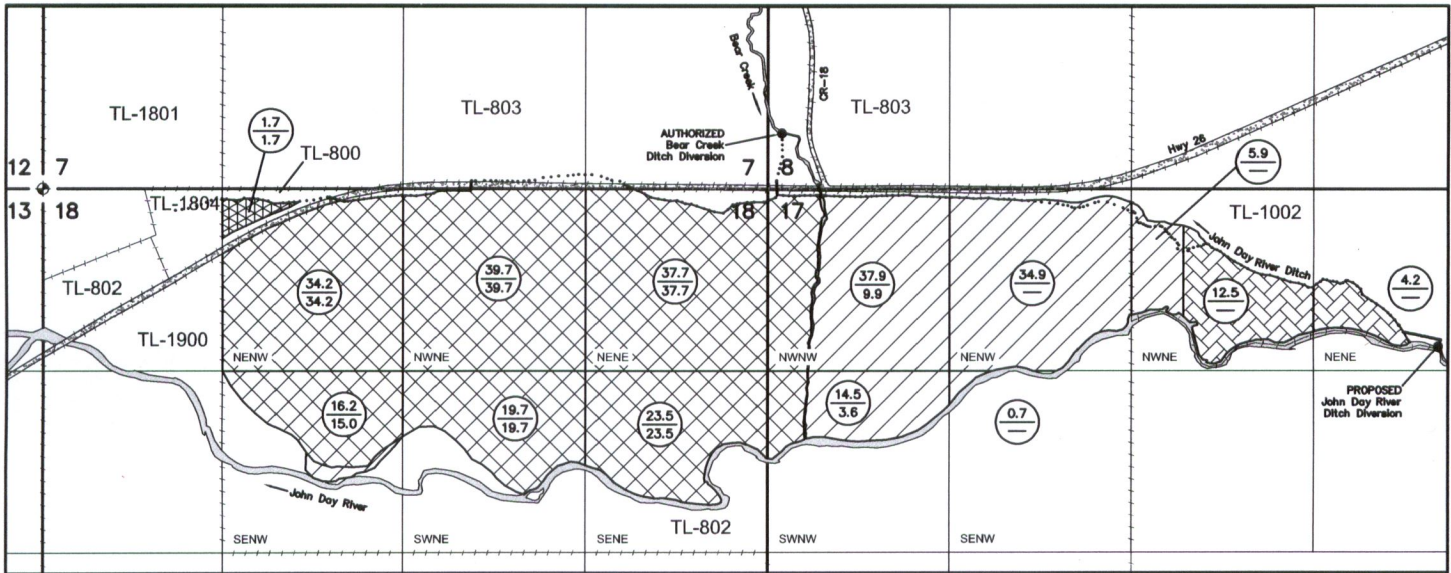 TL-1801
1.7
1.7
TL-800
TL-803
Bear Creek
CR-18
TL-803
AUTHORIZED
Bear Creek
Ditch Diversion
Hwy 26
5.9
—
12 7
13 18
7 8
18 17
TL-1804
TL-1002
John Day River Ditch
TL-802
TL-1900
34.2
34.2
39.7
39.7
37.7
37.7
37.9
9.9
34.9
—
12.5
—
4.2
—
NENW
NWNE
NENE
NWNW
NENW
NWNE
NENE
PROPOSED
John Day River
Ditch Diversion
16.2
15.0
19.7
19.7
23.5
23.5
14.5
3.6
0.7
—
John Day River
TL-802
SENW
SWNE
SENE
SWNW
SENW